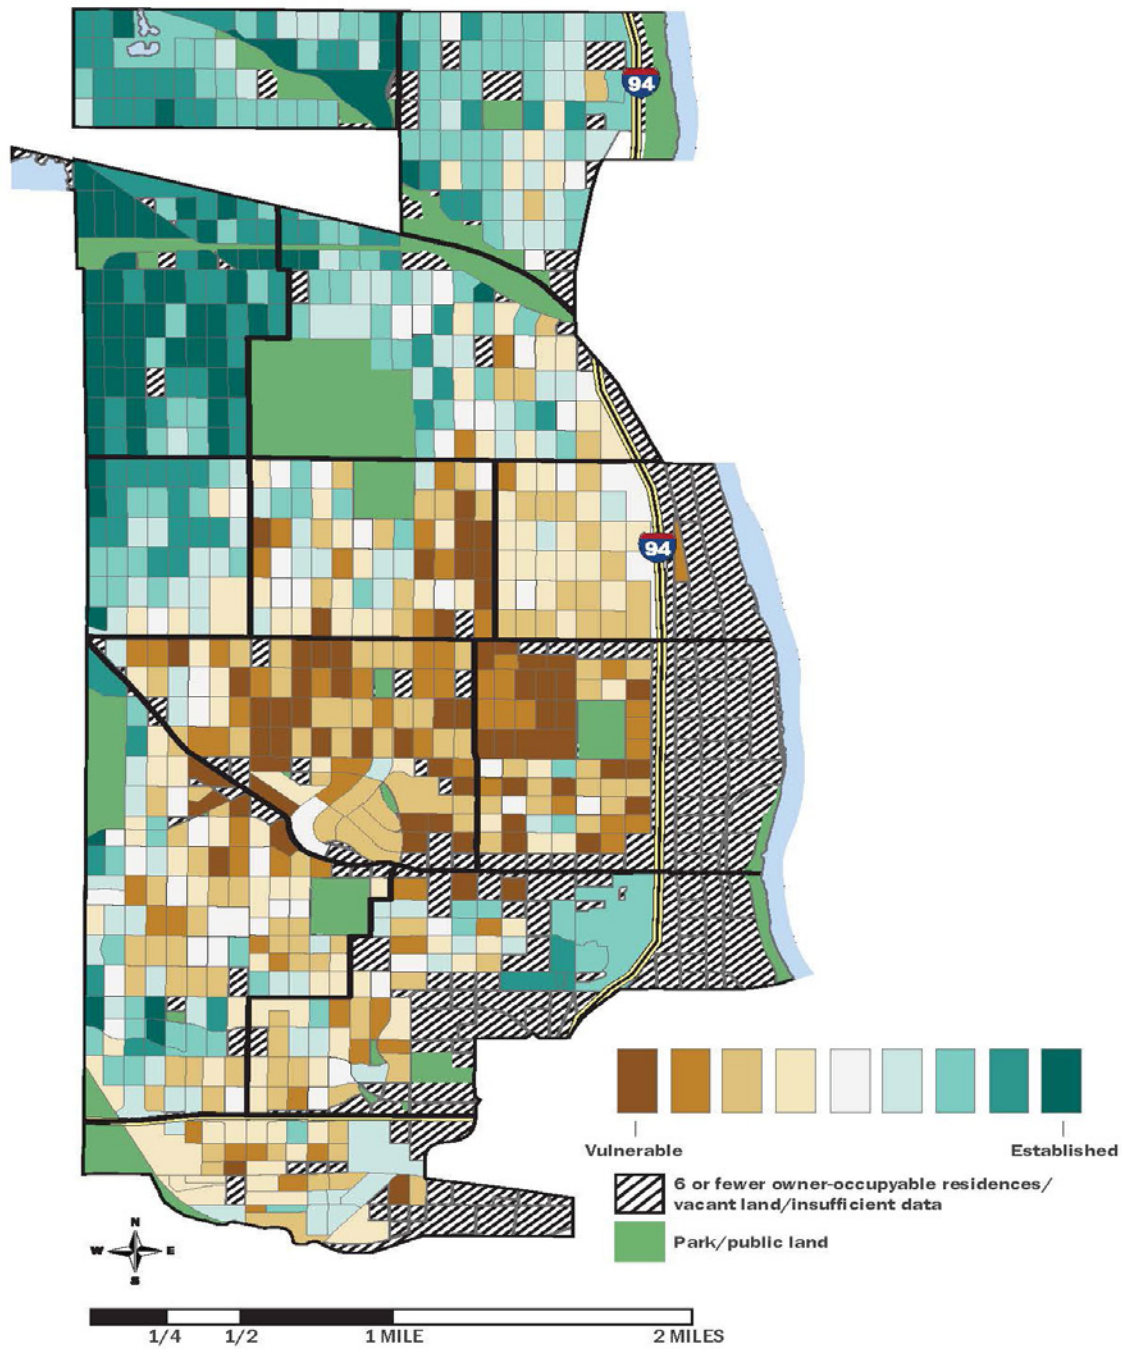 94
94
Vulnerable
Established
6 or fewer owner-occupyable residences/
vacant land/insufficient data
Park/public land
N
W E
S
1/4 1/2 1 MILE 2 MILES